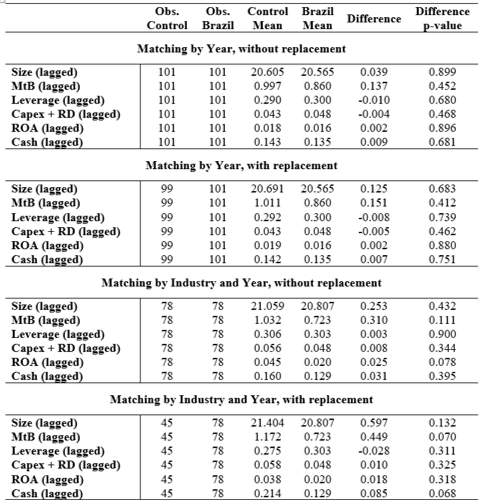 Obs. Control Obs. Brazil Control Mean Brazil Mean Difference Difference p-value
Matching by Year, without replacement
Size (lagged) 101 101 20.605 20.565 0.039 0.899
MtB (lagged) 101 101 0.997 0.860 0.137 0.452
Leverage (lagged) 101 101 0.290 0.300 -0.010 0.680
Capex + RD (lagged) 101 101 0.043 0.048 -0.004 0.468
ROA (lagged) 101 101 0.018 0.016 0.002 0.896
Cash (lagged) 101 101 0.143 0.135 0.009 0.681
Matching by Year, with replacement
Size (lagged) 99 101 20.691 20.565 0.125 0.683
MtB (lagged) 99 101 1.011 0.860 0.151 0.412
Leverage (lagged) 99 101 0.292 0.300 -0.008 0.739
Capex + RD (lagged) 99 101 0.043 0.048 -0.005 0.462
ROA (lagged) 99 101 0.019 0.016 0.002 0.880
Cash (lagged) 99 101 0.142 0.135 0.007 0.751
Matching by Industry and Year, without replacement
Size (lagged) 78 78 21.059 20.807 0.253 0.432
MtB (lagged) 78 78 1.032 0.723 0.310 0.111
Leverage (lagged) 78 78 0.306 0.303 0.003 0.900
Capex + RD (lagged) 78 78 0.056 0.048 0.008 0.344
ROA (lagged) 78 78 0.045 0.020 0.025 0.078
Cash (lagged) 78 78 0.160 0.129 0.031 0.395
Matching by Industry and Year, with replacement
Size (lagged) 45 78 21.404 20.807 0.597 0.132
MtB (lagged) 45 78 1.172 0.723 0.449 0.070
Leverage (lagged) 45 78 0.275 0.303 -0.028 0.311
Capex + RD (lagged) 45 78 0.058 0.048 0.010 0.325
ROA (lagged) 45 78 0.038 0.020 0.018 0.318
Cash (lagged) 45 78 0.214 0.129 0.085 0.068